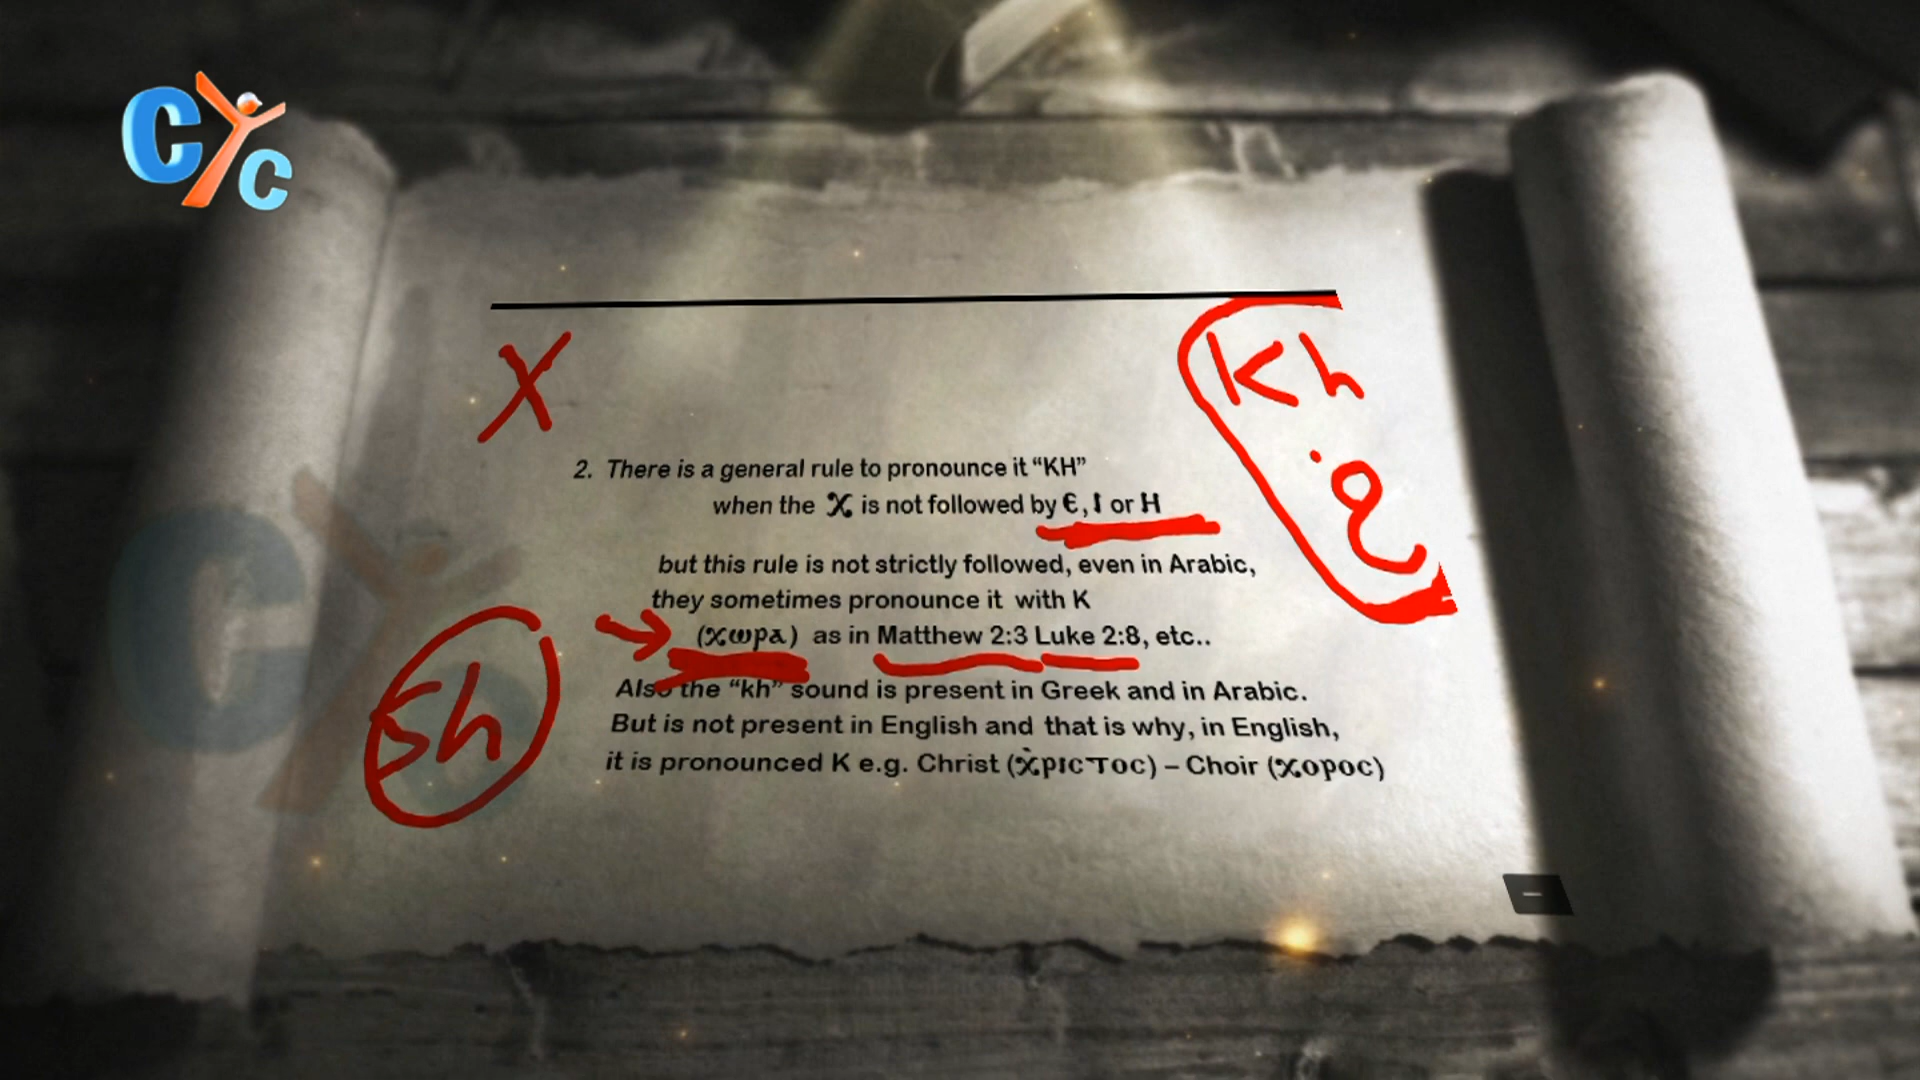 CYC
X
Kh
خ
2. There is a general rule to pronounce it “KH”
when the Ⲭ is not followed by Ⲉ, Ⲓ or Ⲏ
but this rule is not strictly followed, even in Arabic,
they sometimes pronounce it with K
(ⲭⲱⲣⲁ) as in Matthew 2:3 Luke 2:8, etc..
Sh
Also the “kh” sound is present in Greek and in Arabic.
But is not present in English and that is why, in English,
it is pronounced K e.g. Christ (ⲭ̀ⲣⲓⲥⲧⲟⲥ) – Choir (ⲭⲟⲣⲟⲥ)